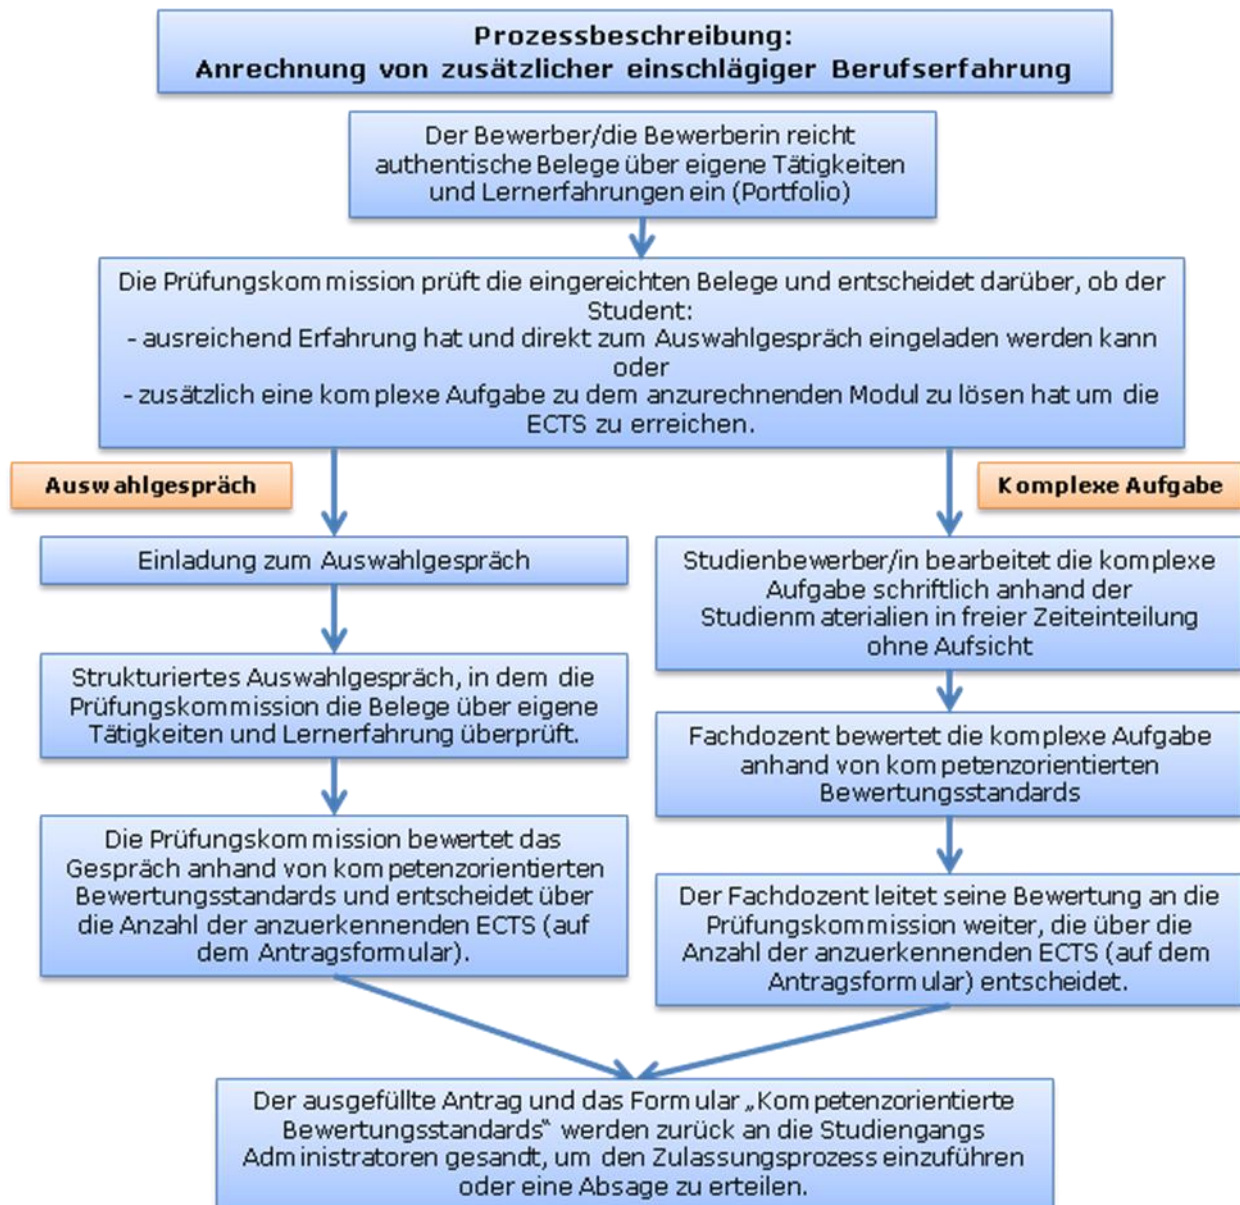 Prozessbeschreibung:
Anrechnung von zusätzlicher einschlägiger Berufserfahrung
Der Bewerber/die Bewerberin reicht
authentische Belege über eigene Tätigkeiten
und Lernerfahrungen ein (Portfolio)
Die Prüfungskommission prüft die eingereichten Belege und entscheidet darüber, ob der
Student:
- ausreichend Erfahrung hat und direkt zum Auswahlgespräch eingeladen werden kann
oder
- zusätzlich eine komplexe Aufgabe zu dem anzurechnenden Modul zu lösen hat um die
ECTS zu erreichen.
Auswahlgespräch
Einladung zum Auswahlgespräch
Strukturiertes Auswahlgespräch, in dem die
Prüfungskommission die Belege über eigene
Tätigkeiten und Lernerfahrung überprüft.
Die Prüfungskommission bewertet das
Gespräch anhand von kompetenzorientierten
Bewertungsstandards und entscheidet über
die Anzahl der anzuerkennenden ECTS (auf
dem Antragsformular).
Komplexe Aufgabe
Studienbewerber/in bearbeitet die komplexe
Aufgabe schriftlich anhand der
Studienmaterialien in freier Zeiteinteilung
ohne Aufsicht
Fachdozent bewertet die komplexe Aufgabe
anhand von kompetenzorientierten
Bewertungsstandards
Der Fachdozent leitet seine Bewertung an die
Prüfungskommission weiter, die über die
Anzahl der anzuerkennenden ECTS (auf dem
Antragsformular) entscheidet.
Der ausgefüllte Antrag und das Formular „Kompetenzorientierte
Bewertungsstandards“ werden zurück an die Studiengangs
Administratoren gesandt, um den Zulassungsprozess einzuführen
oder eine Absage zu erteilen.